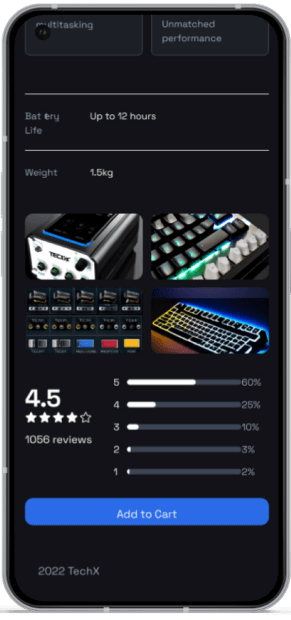 multitasking
Unmatched
performance
Battery
Life
Up to 12 hours
Weight
1.5kg
TECIX
4.5
1056 reviews
5 60%
4 25%
3 10%
2 3%
1 2%
Add to Cart
2022 TechX